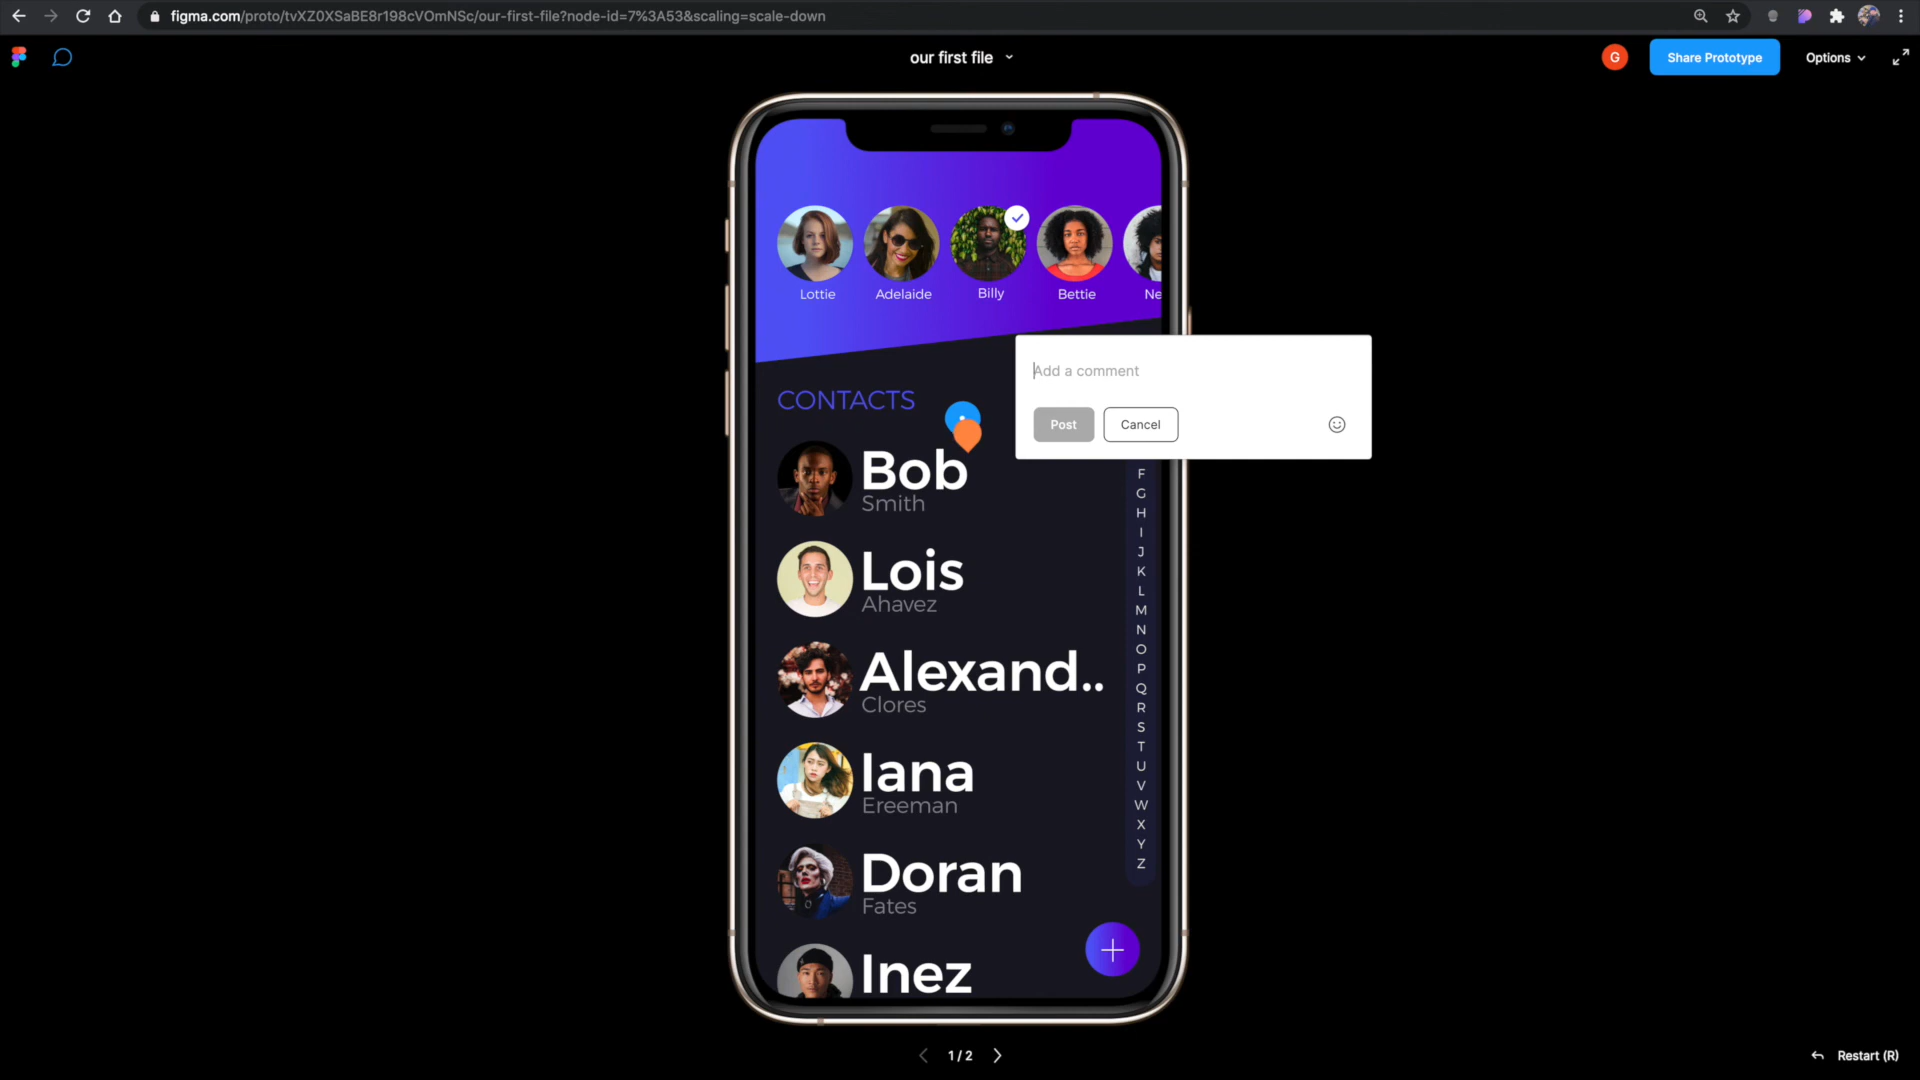 figma.com/proto/tvXZ0XSaBE8r198cVOmNSc/our-first-file?node-id=7%3A53&scaling=scale-down
our first file
G
Share Prototype
Options
Lottie
Adelaide
Billy
Bettie
Ne
Add a comment
Post
Cancel
CONTACTS
Bob
Smith
Lois
Ahavez
Alexand..
Clores
Iana
Ereeman
Doran
Fates
Inez
F
G
H
I
J
K
L
M
N
O
P
Q
R
S
T
U
V
W
X
Y
Z
1 / 2
Restart (R)